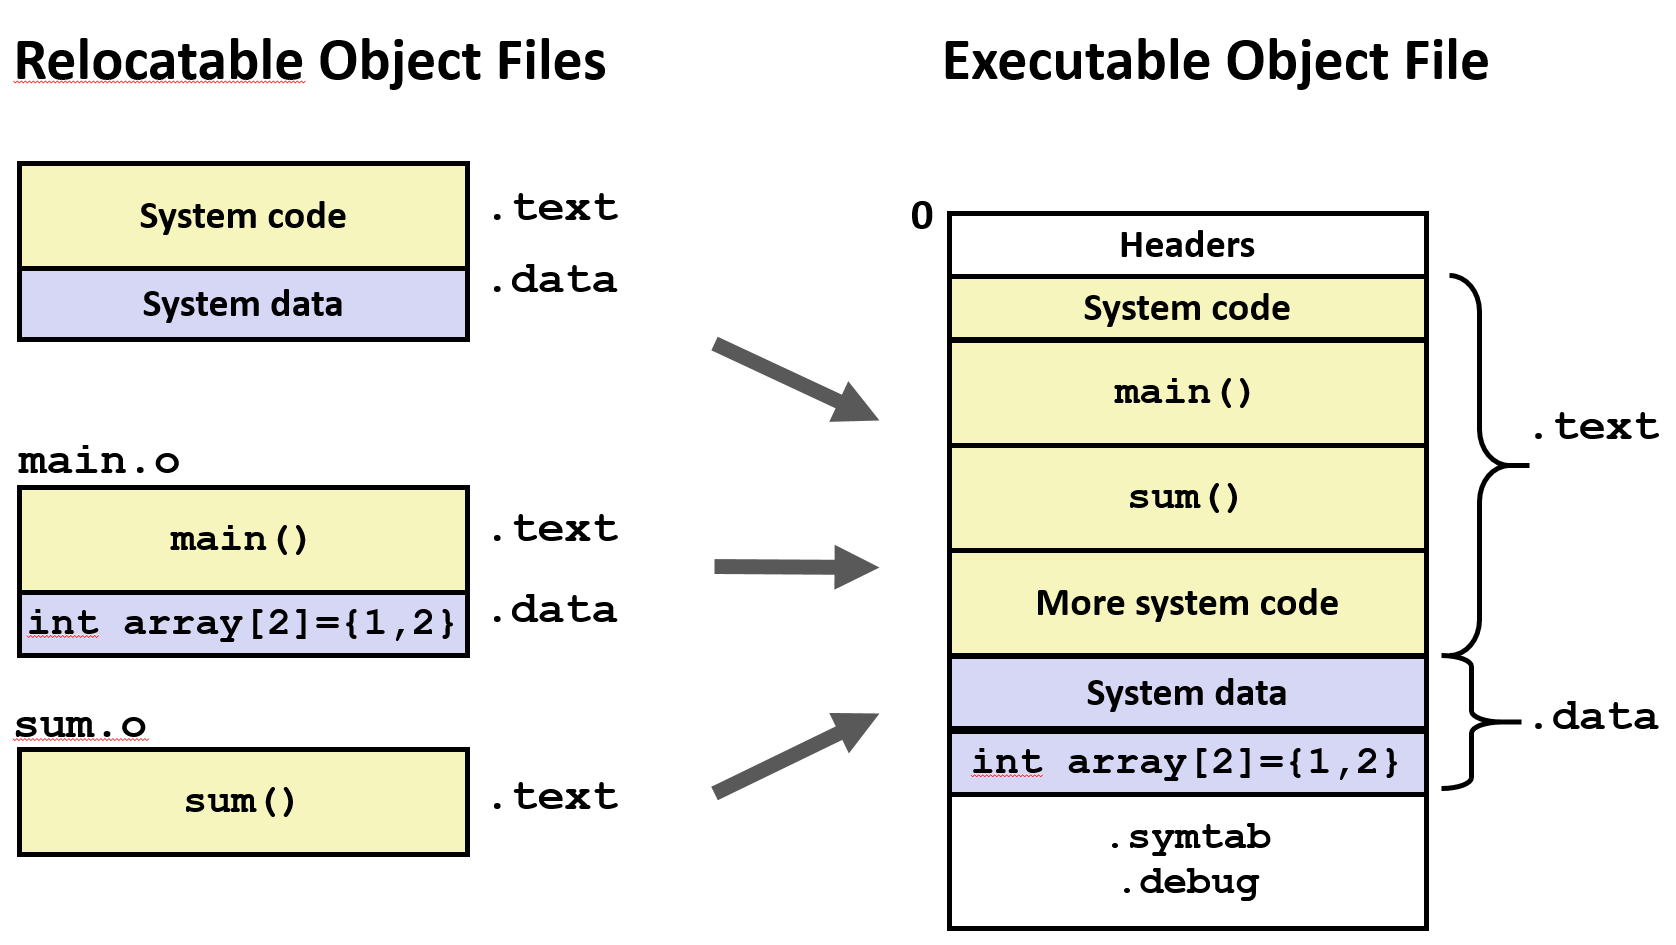 Relocatable Object Files
System code
.text
System data
.data
main.o
main()
.text
int array[2]={1,2}
.data
sum.o
sum()
.text
Executable Object File
0
Headers
System code
main()
sum()
More system code
.text
System data
int array[2]={1,2}
.data
.symtab
.debug